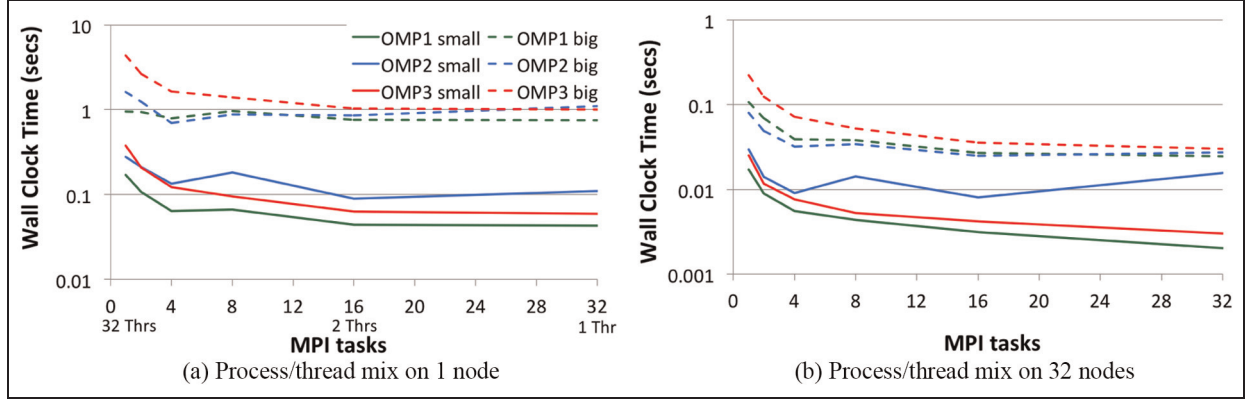 Wall Clock Time (secs)
10
1
0.1
0.01
OMP1 small OMP1 big
OMP2 small OMP2 big
OMP3 small OMP3 big
0 4 8 12 16 20 24 28 32
32 Thrs 2 Thrs 1 Thr
MPI tasks
(a) Process/thread mix on 1 node
Wall Clock Time (secs)
1
0.1
0.01
0.001
0 4 8 12 16 20 24 28 32
MPI tasks
(b) Process/thread mix on 32 nodes